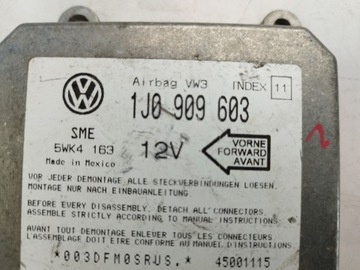 Airbag VW3 INDEX 11
1J0 909 603
SME
5WK4 163
Made in Mexico
12V
VORNE
FORWARD
AVANT
VOR JEDER DEMONTAGE ALLE STECKVERBINDUNGEN LOESEN,
MONTAGE NUR NACH EINBAUANLEITUNG
BEFORE EVERY DISASSEMBLY, DETACH ALL CONNECTORS
ASSEMBLE STRICTLY ACCORDING TO MANUAL INSTRUCTIONS
AVANT TOUT DEMONTAGE ENLEVER TOUS LES CONNECTEURS
L'ASSEMBLAGE DOIT ETRE CONFORME AU MANUEL D'INSTRUCTIONS
*003DFM0SRUS.* 45001115